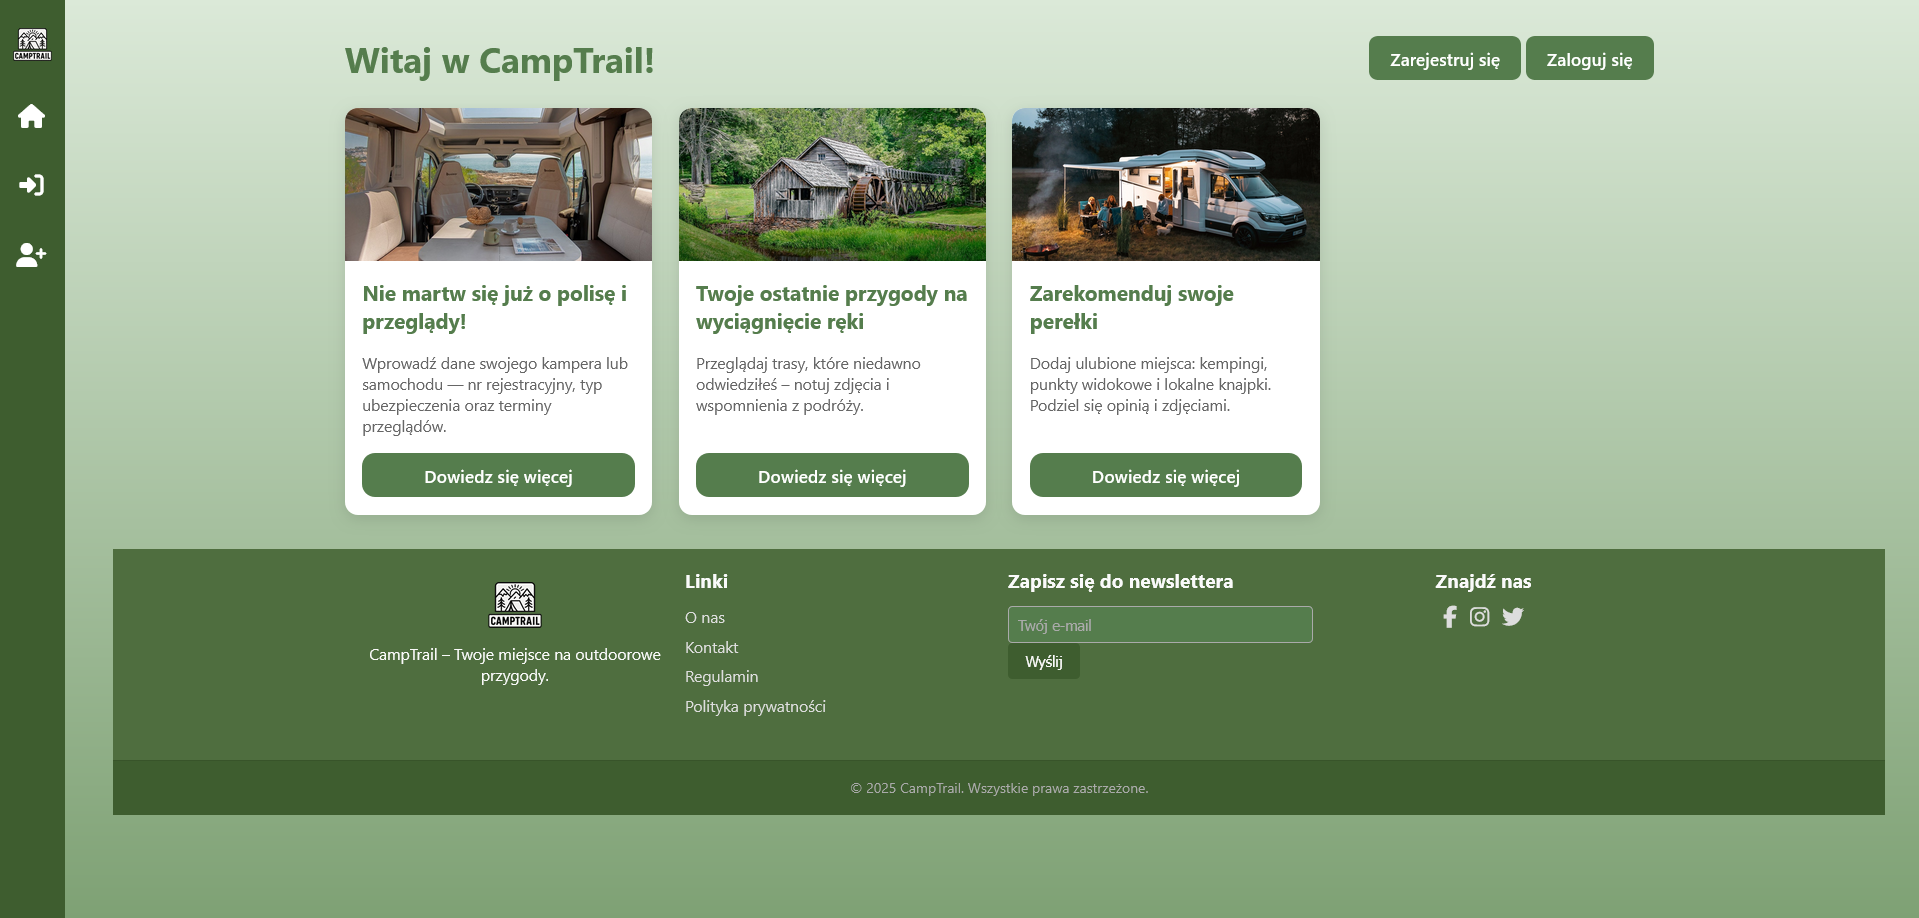 CAMPTRAIL
Witaj w CampTrail!
Zarejestruj się
Zaloguj się
Nie martw się już o polisę i
przeglądy!
Wprowadź dane swojego kampera lub
samochodu — nr rejestracyjny, typ
ubezpieczenia oraz terminy
przeglądów.
Dowiedz się więcej
Twoje ostatnie przygody na
wyciągnięcie ręki
Przeglądaj trasy, które niedawno
odwiedziłeś – notuj zdjęcia i
wspomnienia z podróży.
Dowiedz się więcej
Zarekomenduj swoje
perełki
Dodaj ulubione miejsca: kempingi,
punkty widokowe i lokalne knajpki.
Podziel się opinią i zdjęciami.
Dowiedz się więcej
CAMPTRAIL
CampTrail – Twoje miejsce na outdoorowe
przygody.
Linki
O nas
Kontakt
Regulamin
Polityka prywatności
Zapisz się do newslettera
Twój e-mail
Wyślij
Znajdź nas
© 2025 CampTrail. Wszystkie prawa zastrzeżone.